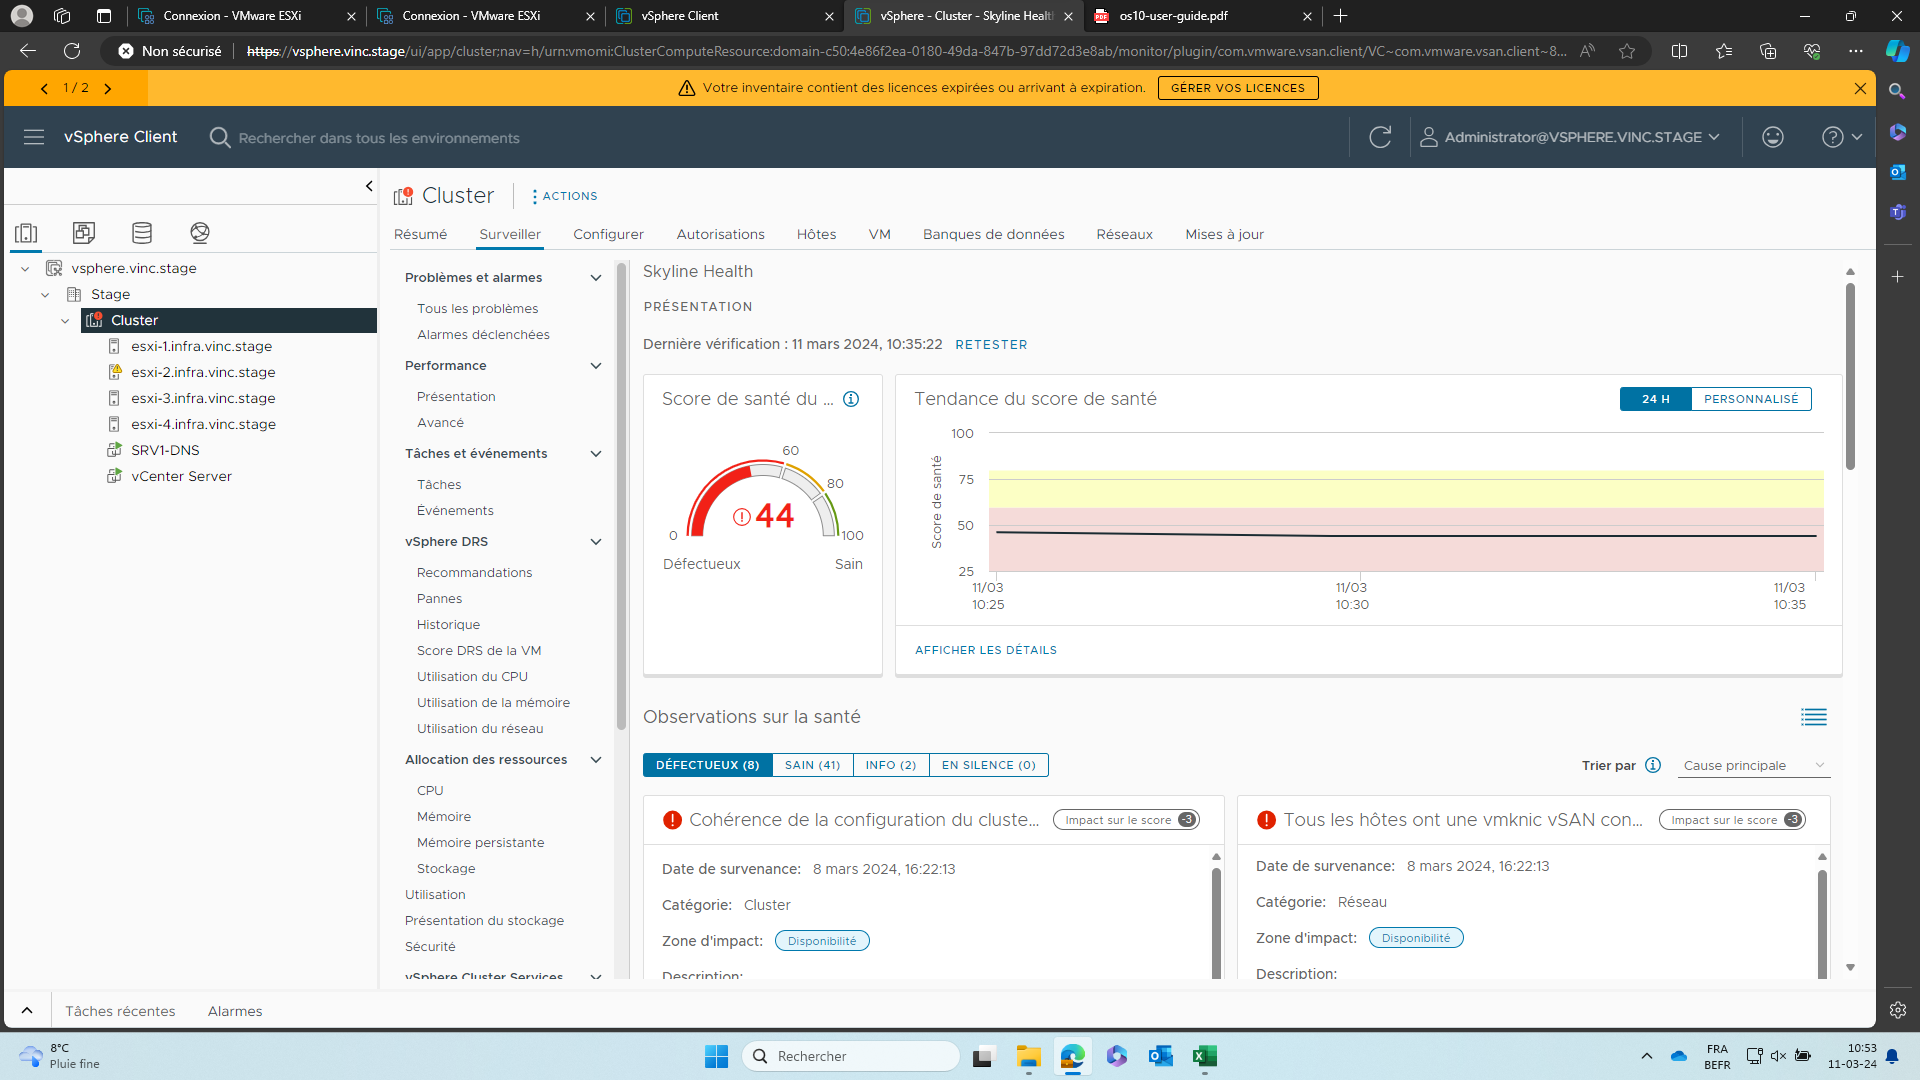 Connexion - VMware ESXi
Connexion - VMware ESXi
vSphere Client
vSphere - Cluster - Skyline Healt
os10-user-guide.pdf
Non sécurisé
https://vsphere.vinc.stage/ui/app/cluster;nav=h/urn:vmomi:ClusterComputeResource:domain-c50:4e86f2ea-0180-49da-847b-97dd72d3e8ab/monitor/plugin/com.vmware.vsan.client/VC~com.vmware.vsan.client~8...
1 / 2
Votre inventaire contient des licences expirées ou arrivant à expiration.
GÉRER VOS LICENCES
vSphere Client
Rechercher dans tous les environnements
Administrator@VSPHERE.VINC.STAGE
vsphere.vinc.stage
Stage
Cluster
esxi-1.infra.vinc.stage
esxi-2.infra.vinc.stage
esxi-3.infra.vinc.stage
esxi-4.infra.vinc.stage
SRV1-DNS
vCenter Server
Cluster
ACTIONS
Résumé
Surveiller
Configurer
Autorisations
Hôtes
VM
Banques de données
Réseaux
Mises à jour
Problèmes et alarmes
Tous les problèmes
Alarmes déclenchées
Performance
Présentation
Avancé
Tâches et événements
Tâches
Événements
vSphere DRS
Recommandations
Pannes
Historique
Score DRS de la VM
Utilisation du CPU
Utilisation de la mémoire
Utilisation du réseau
Allocation des ressources
CPU
Mémoire
Mémoire persistante
Stockage
Utilisation
Présentation du stockage
Sécurité
vSphere Cluster Services
Skyline Health
PRÉSENTATION
Dernière vérification : 11 mars 2024, 10:35:22
RETESTER
Score de santé du ...
0
60
80
100
44
Défectueux
Sain
Tendance du score de santé
24 H
PERSONNALISÉ
Score de santé
100
75
50
25
11/03
10:25
11/03
10:30
11/03
10:35
AFFICHER LES DÉTAILS
Observations sur la santé
DÉFECTUEUX (8)
SAIN (41)
INFO (2)
EN SILENCE (0)
Trier par
Cause principale
Cohérence de la configuration du cluste...
Impact sur le score -3
Date de survenance: 8 mars 2024, 16:22:13
Catégorie: Cluster
Zone d'impact: Disponibilité
Description:
Tous les hôtes ont une vmknic vSAN con...
Impact sur le score -3
Date de survenance: 8 mars 2024, 16:22:13
Catégorie: Réseau
Zone d'impact: Disponibilité
Description:
Tâches récentes
Alarmes
8°C
Pluie fine
Rechercher
FRA
BEFR
10:53
11-03-24